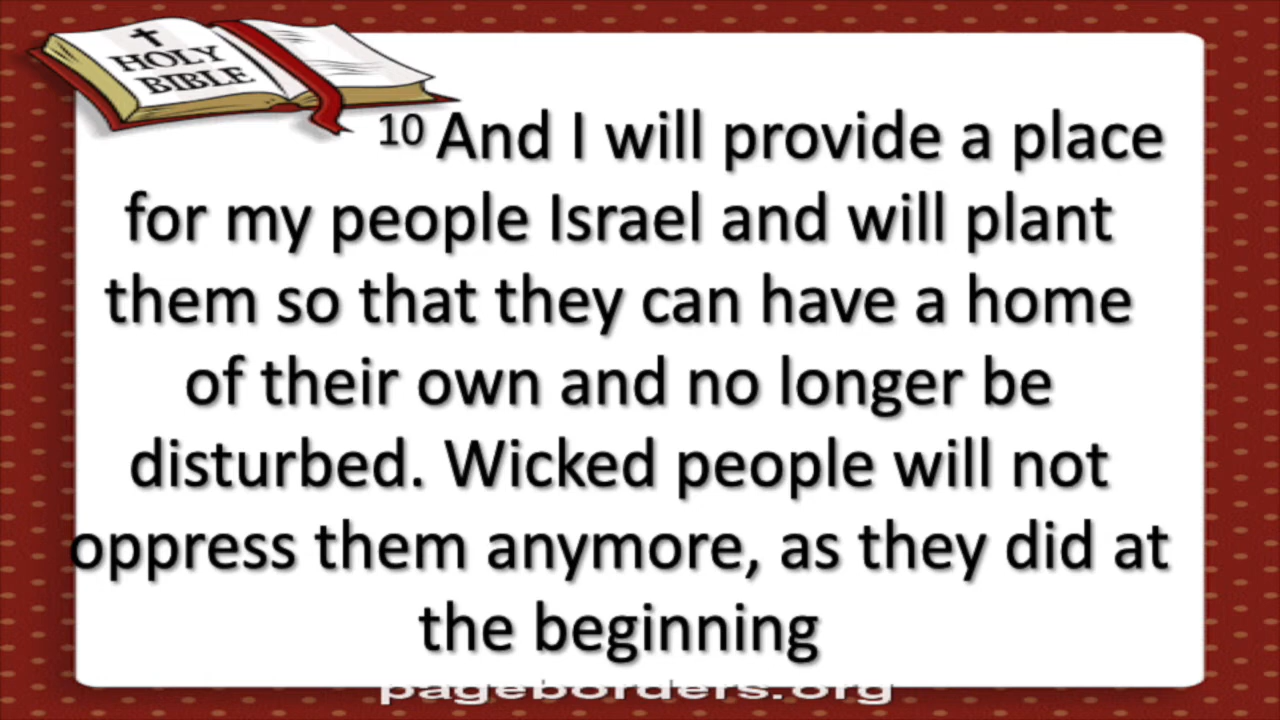 HOLY
BIBLE
10 And I will provide a place
for my people Israel and will plant
them so that they can have a home
of their own and no longer be
disturbed. Wicked people will not
oppress them anymore, as they did at
the beginning
pageborders.org